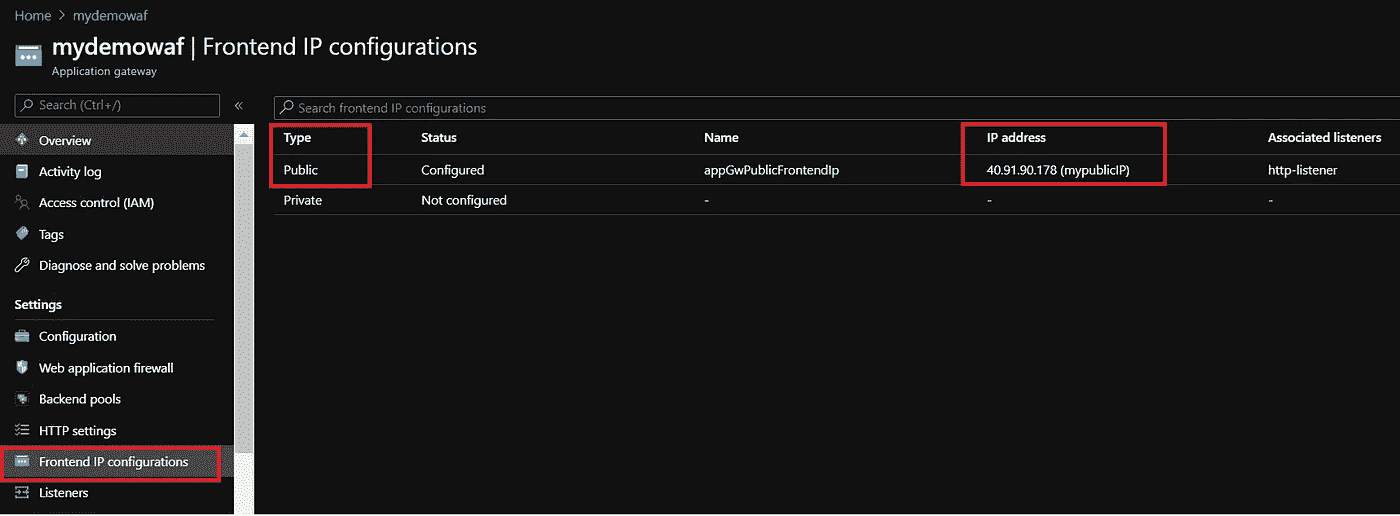 Home > mydemowaf
mydemowaf | Frontend IP configurations
Application gateway
Search (Ctrl+/) «
Search frontend IP configurations
Overview
Activity log
Access control (IAM)
Tags
Diagnose and solve problems
Settings
Configuration
Web application firewall
Backend pools
HTTP settings
Frontend IP configurations
Listeners
Type Status Name IP address Associated listeners
Public Configured appGwPublicFrontendIp 40.91.90.178 (mypublicIP) http-listener
Private Not configured - - -